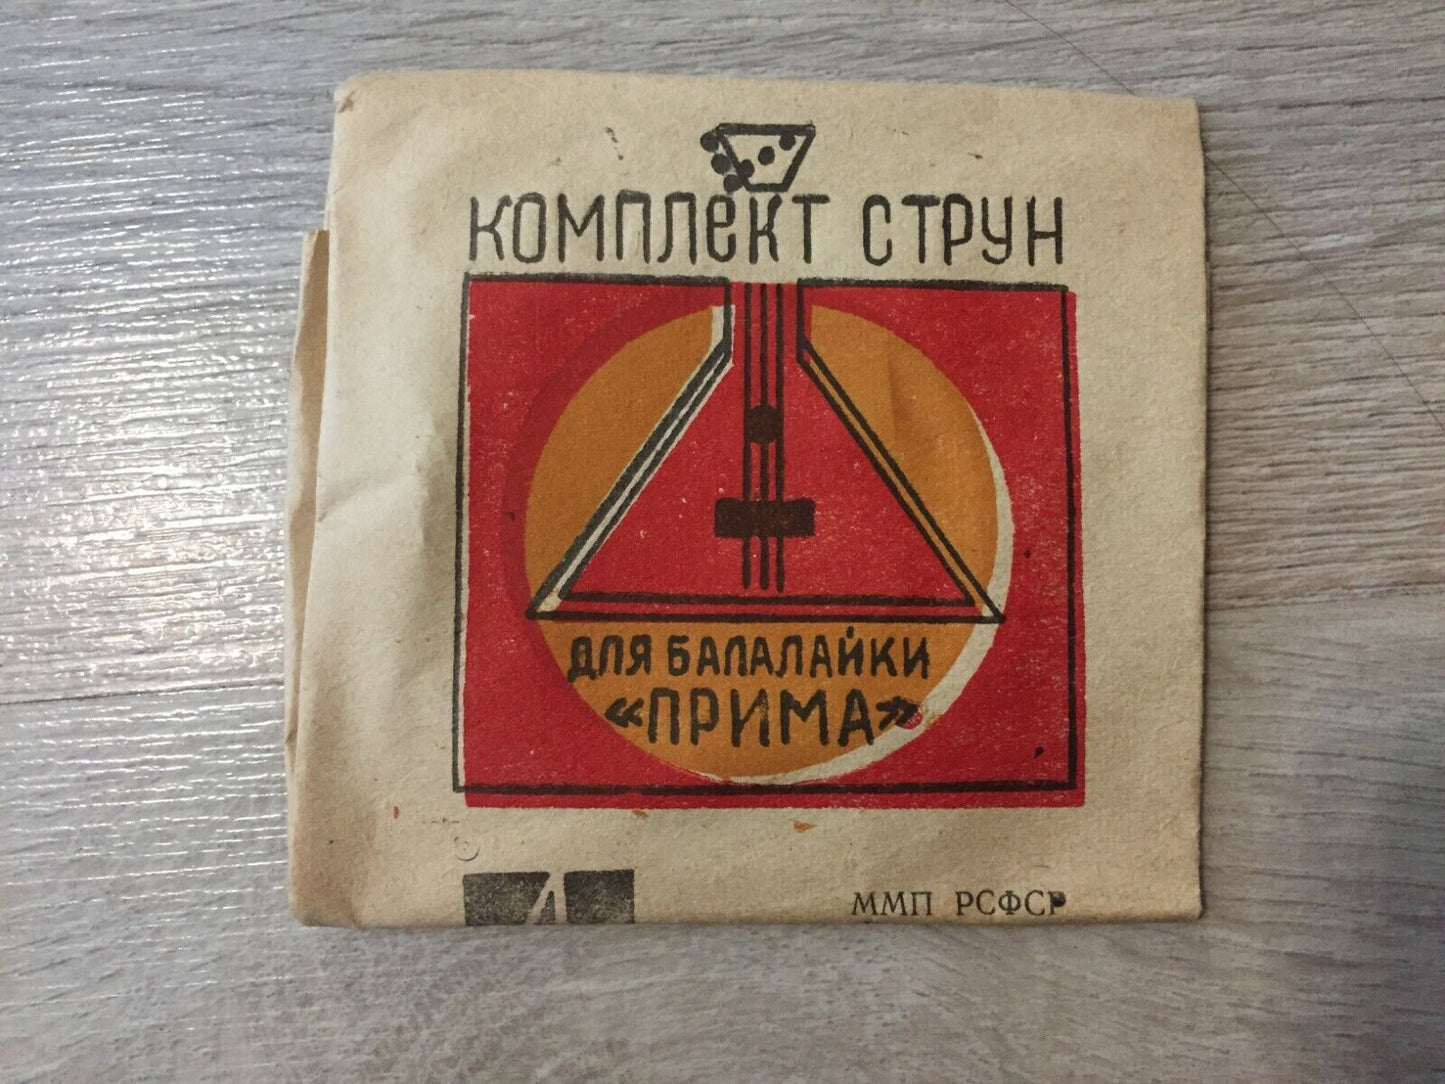 КОМПЛЕКТ СТРУН
ДЛЯ БАЛАЛАЙКИ
«ПРИМА»
ММП РСФСР